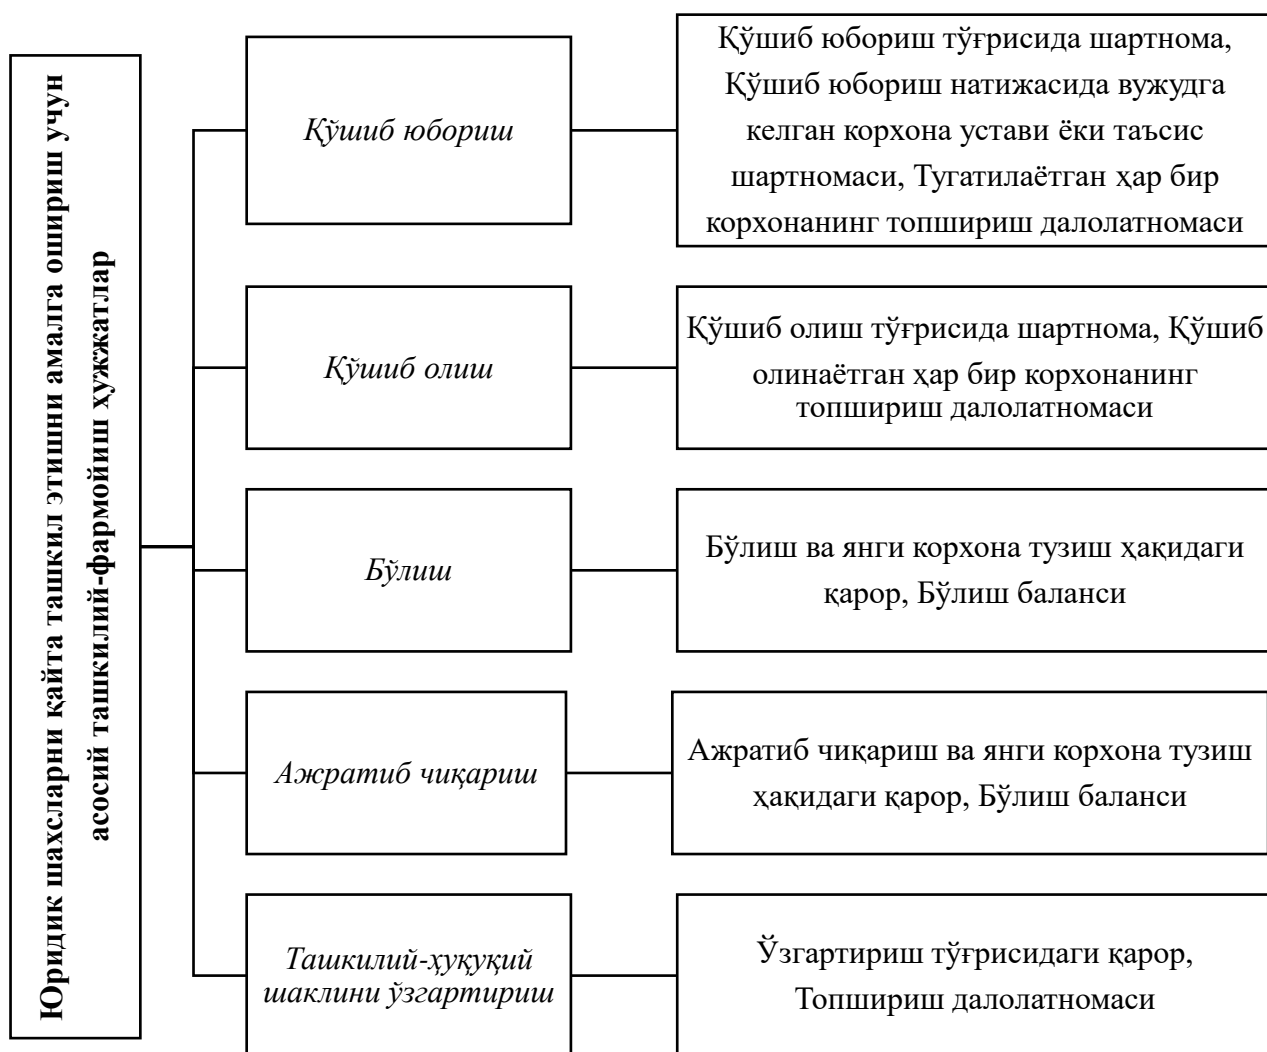 Юридик шахсларни қайта ташкил этишни амалга ошириш учун
асосий ташкилий-фармойиш ҳужжатлар
Қўшиб юбориш
Қўшиб юбориш тўғрисида шартнома,
Қўшиб юбориш натижасида вужудга
келган корхона устави ёки таъсис
шартномаси, Тугатилаётган ҳар бир
корхонанинг топшириш далолатномаси
Қўшиб олиш
Қўшиб олиш тўғрисида шартнома, Қўшиб
олинаётган ҳар бир корхонанинг
топшириш далолатномаси
Бўлиш
Бўлиш ва янги корхона тузиш ҳақидаги
қарор, Бўлиш баланси
Ажратиб чиқариш
Ажратиб чиқариш ва янги корхона тузиш
ҳақидаги қарор, Бўлиш баланси
Ташкилий-ҳуқуқий
шаклини ўзгартириш
Ўзгартириш тўғрисидаги қарор,
Топшириш далолатномаси